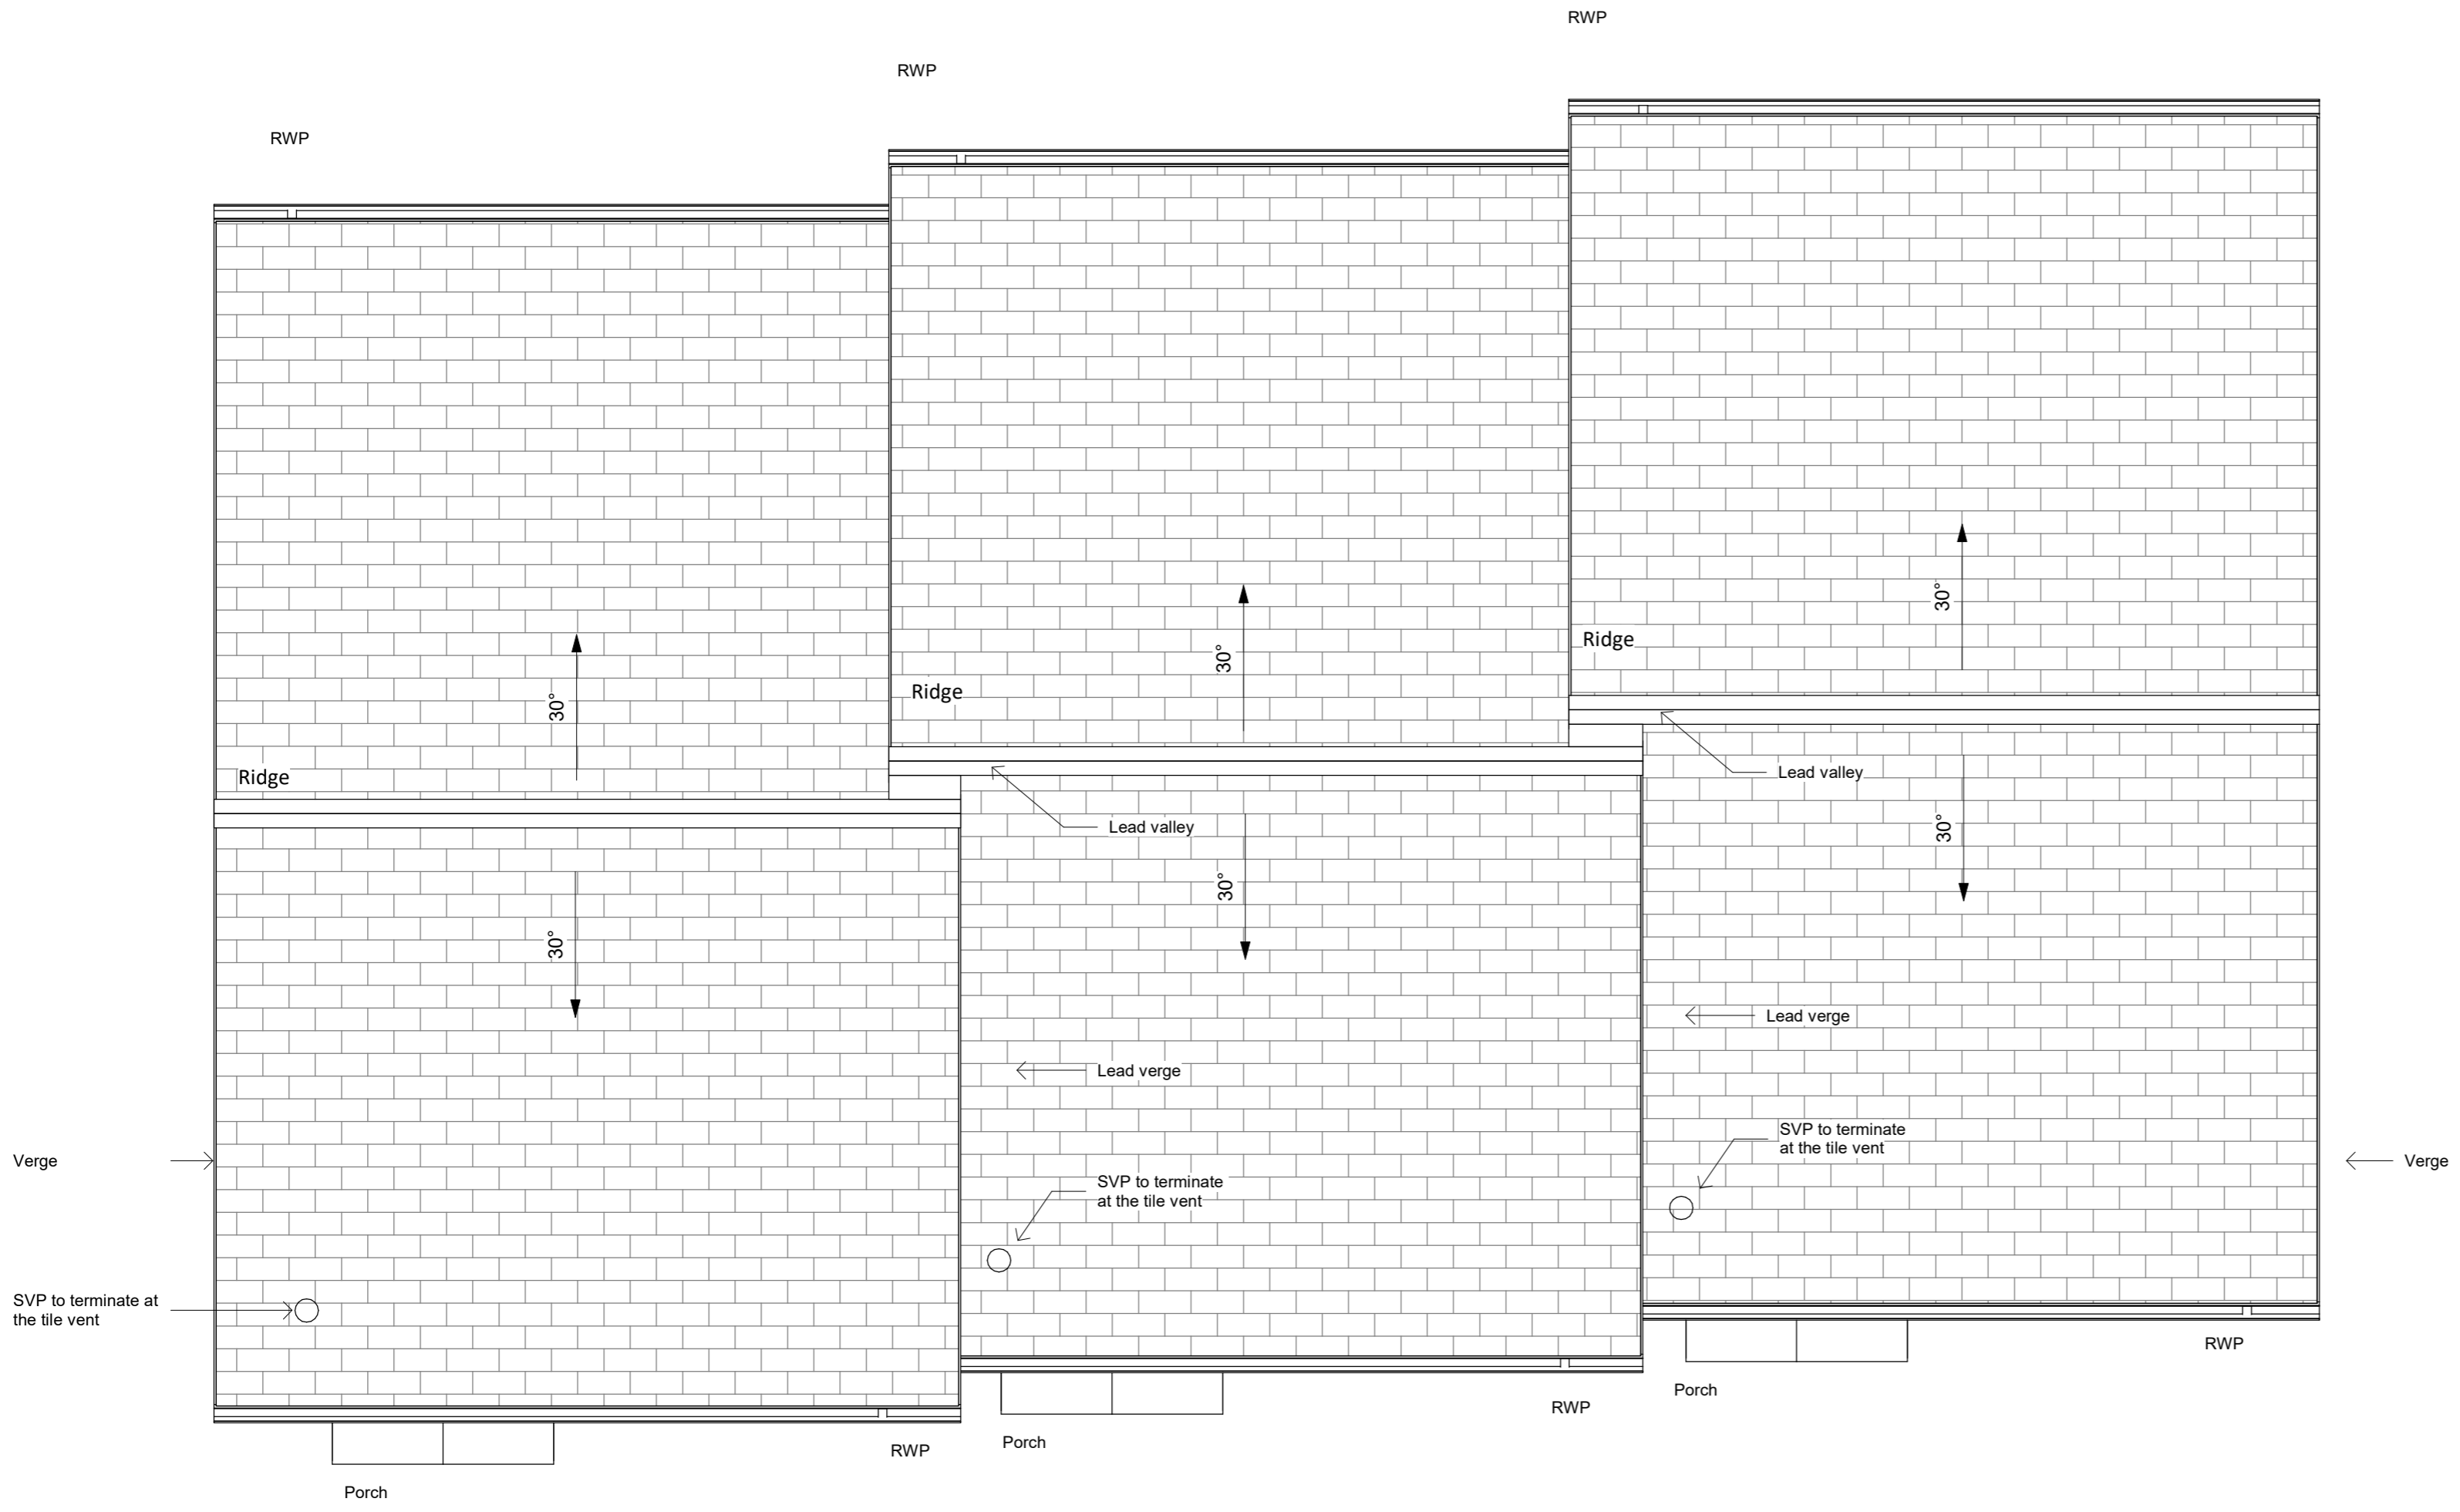 RWP
RWP
RWP
30°
Ridge
30°
Ridge
30°
Ridge
Lead valley
Lead valley
30°
30°
30°
Lead verge
Lead verge
SVP to terminate
at the tile vent
Verge
Verge
SVP to terminate
at the tile vent
SVP to terminate at
the tile vent
RWP
Porch
RWP
Porch
RWP
Porch